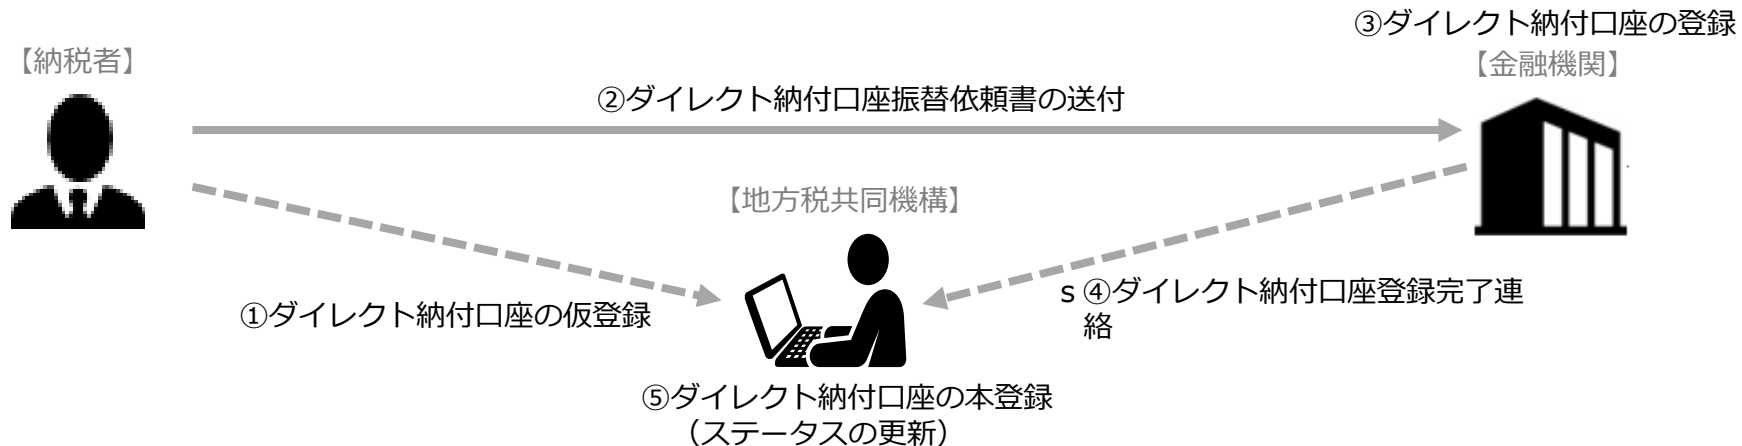 ③ダイレクト納付口座の登録
【納税者】
【金融機関】
②ダイレクト納付口座振替依頼書の送付
【地方税共同機構】
①ダイレクト納付口座の仮登録
s ④ダイレクト納付口座登録完了連
絡
⑤ダイレクト納付口座の本登録
（ステータスの更新）